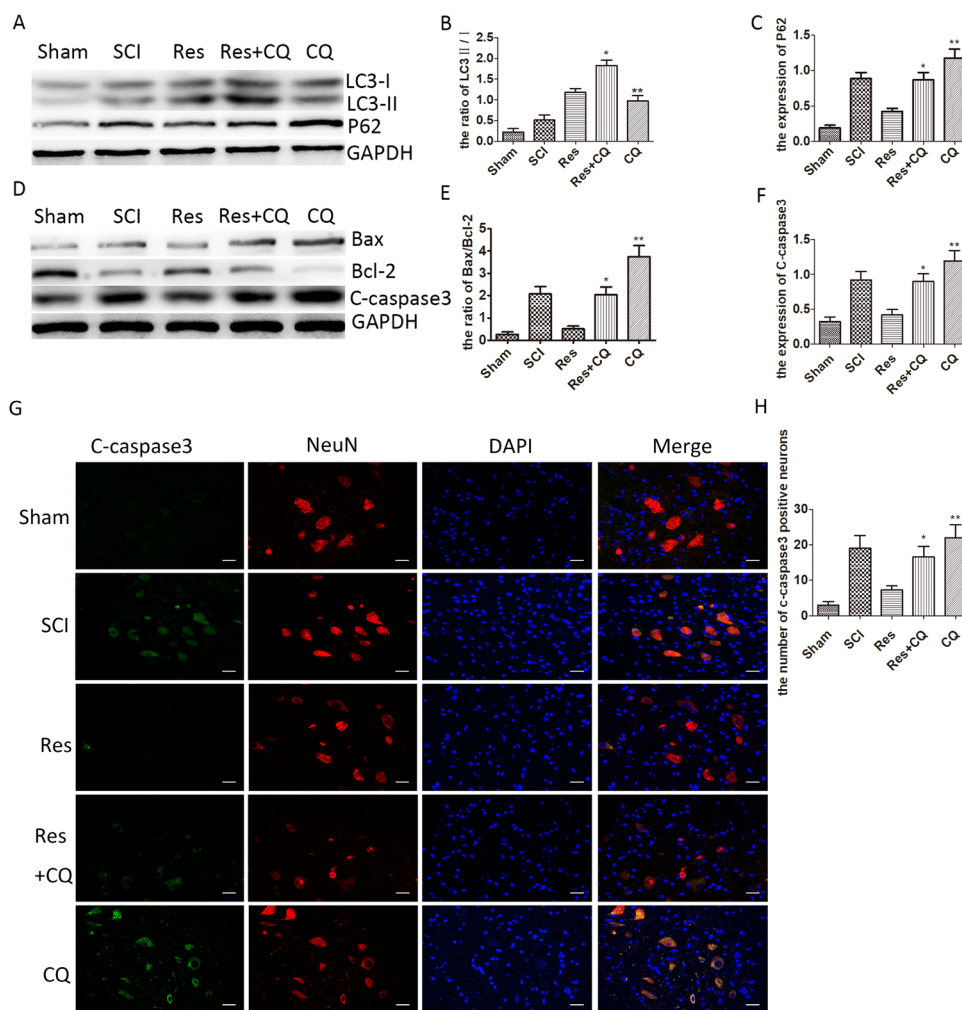 A
Sham SCI Res Res+CQ CQ
LC3-I
LC3-II
P62
GAPDH
B
the ratio of LC3 II / I
2.5
2.0
1.5
1.0
0.5
0.0
*
**
Sham SCI Res Res+CQ CQ
C
the expression of P62
1.5
1.0
0.5
0.0
*
**
Sham SCI Res Res+CQ CQ
D
Sham SCI Res Res+CQ CQ
Bax
Bcl-2
C-caspase3
GAPDH
E
the ratio of Bax/Bcl-2
6
4
2
0
*
**
Sham SCI Res Res+CQ CQ
F
the expression of C-caspase3
1.5
1.0
0.5
0.0
*
**
Sham SCI Res Res+CQ CQ
G
C-caspase3 NeuN DAPI Merge
Sham
SCI
Res
Res
+CQ
CQ
H
the number of c-caspase3 positive neurons
30
20
10
0
*
**
Sham SCI Res Res+CQ CQ